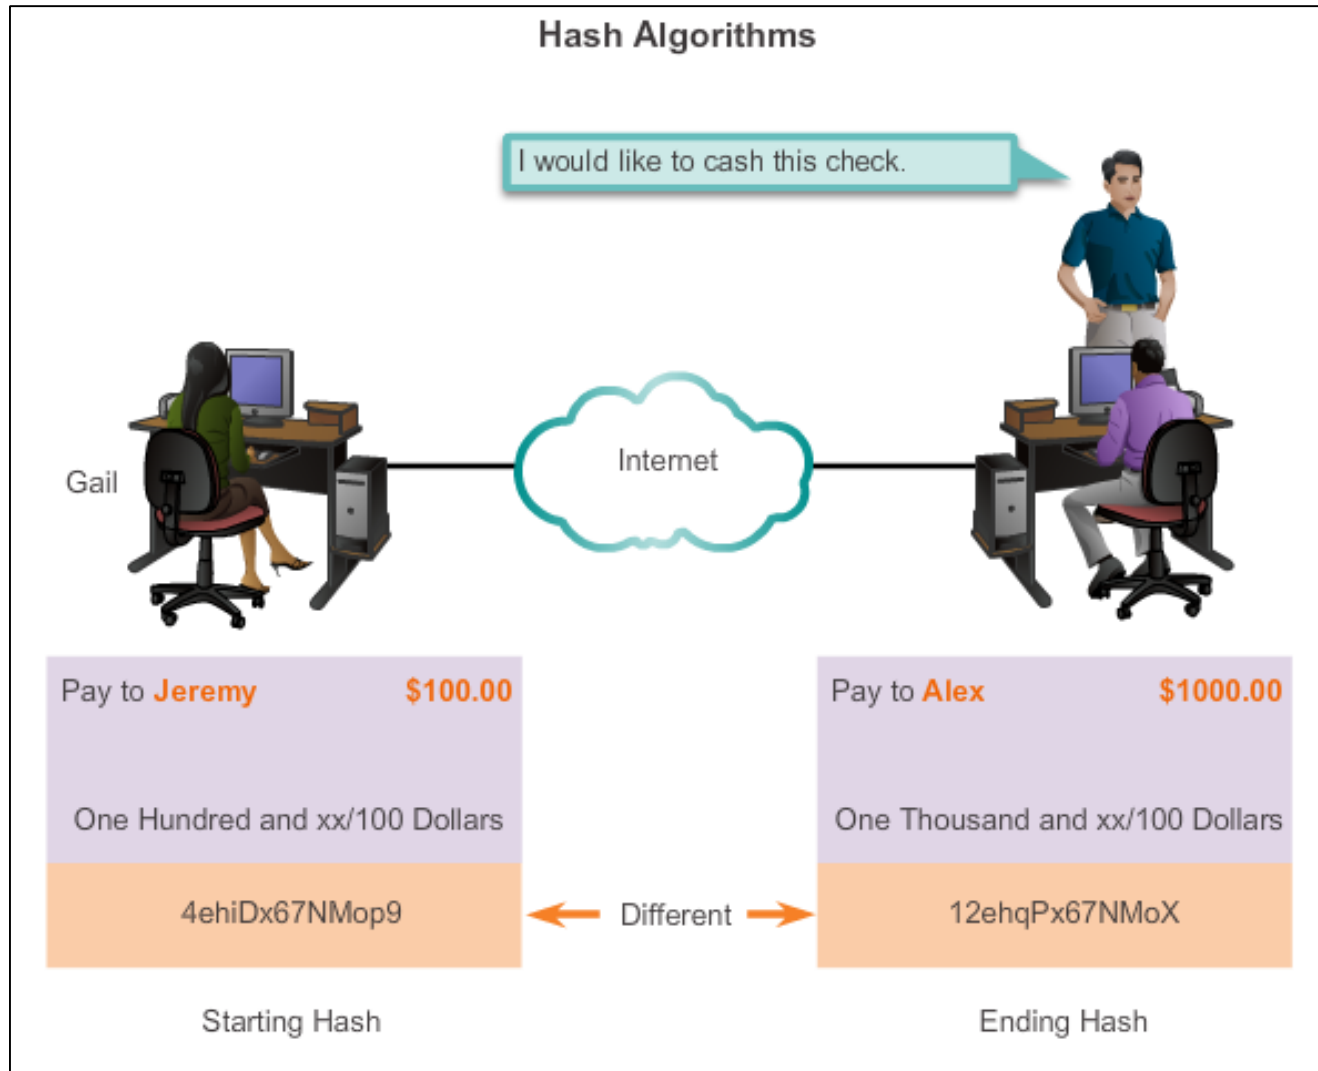 Hash Algorithms
I would like to cash this check.
Gail
Internet
Pay to Jeremy $100.00
One Hundred and xx/100 Dollars
4ehiDx67NMop9
Different
Pay to Alex $1000.00
One Thousand and xx/100 Dollars
12ehqPx67NMoX
Starting Hash
Ending Hash